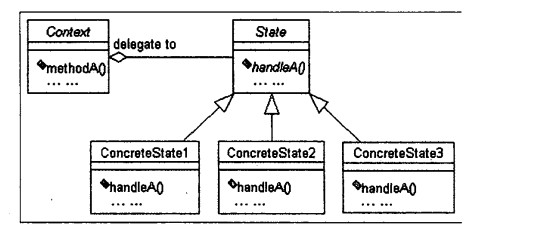 Context
State
delegate to
methodA()
... ...
handleA()
... ...
ConcreteState1
ConcreteState2
ConcreteState3
handleA()
... ...
handleA()
... ...
handleA()
... ...